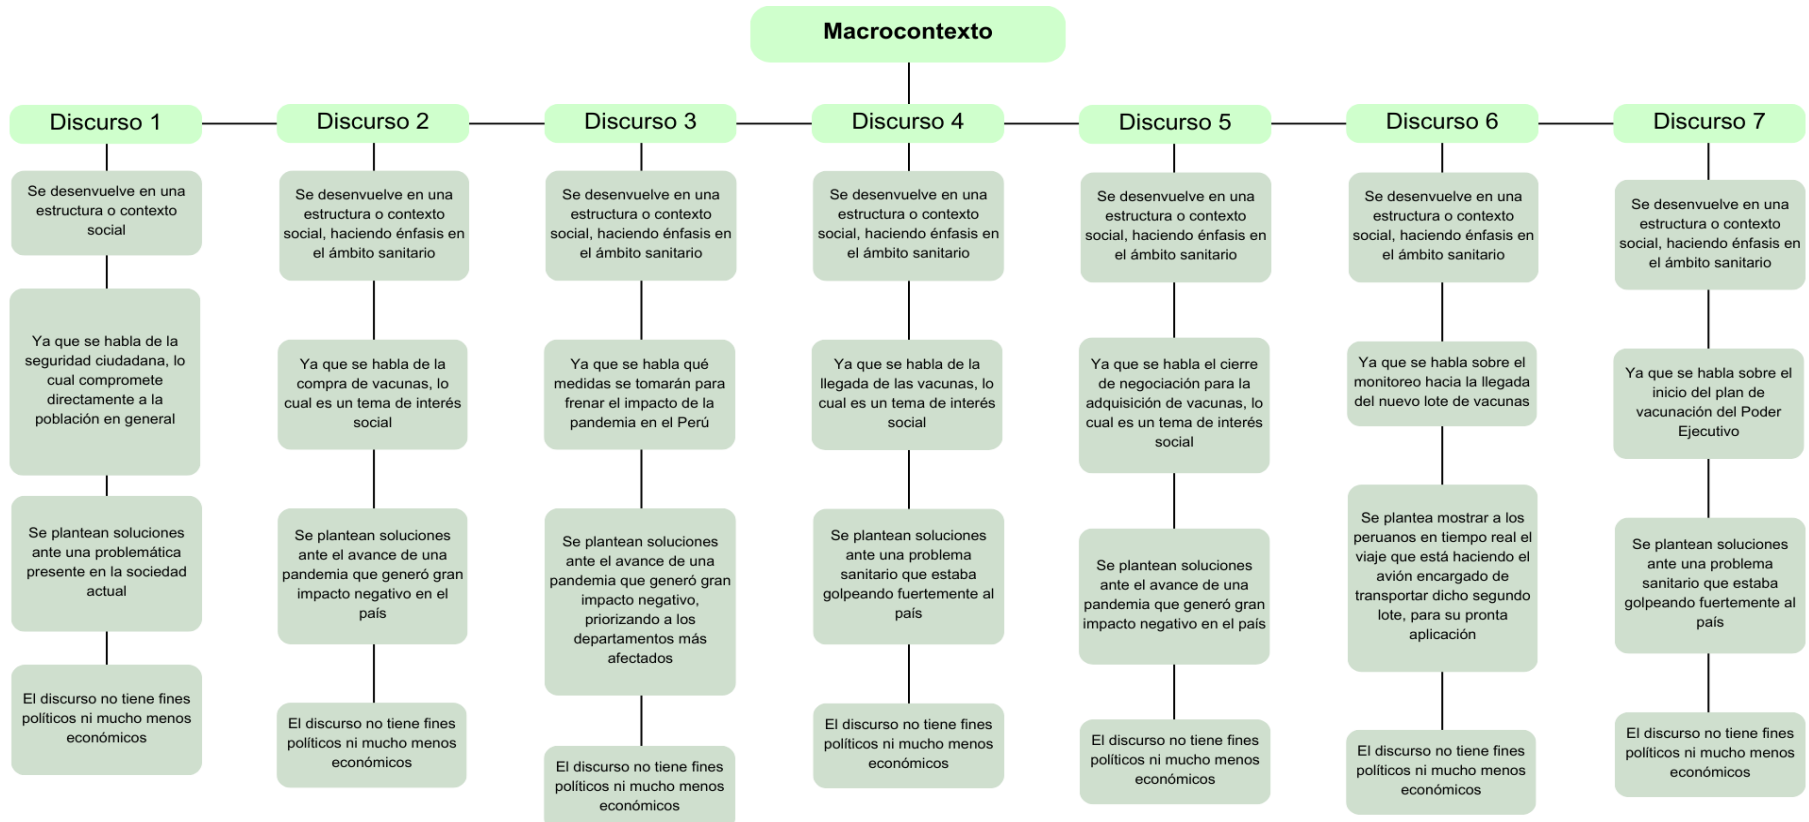 Macrocontexto
Discurso 1
Se desenvuelve en una
estructura o contexto
social
Ya que se habla de la
seguridad ciudadana, lo
cual compromete
directamente a la
población en general
Se plantean soluciones
ante una problemática
presente en la sociedad
actual
El discurso no tiene fines
políticos ni mucho menos
económicos
Discurso 2
Se desenvuelve en una
estructura o contexto
social, haciendo énfasis en
el ámbito sanitario
Ya que se habla de la
compra de vacunas, lo
cual es un tema de interés
social
Se plantean soluciones
ante el avance de una
pandemia que generó gran
impacto negativo en el
país
El discurso no tiene fines
políticos ni mucho menos
económicos
Discurso 3
Se desenvuelve en una
estructura o contexto
social, haciendo énfasis en
el ámbito sanitario
Ya que se habla qué
medidas se tomarán para
frenar el impacto de la
pandemia en el Perú
Se plantean soluciones
ante el avance de una
pandemia que generó gran
impacto negativo,
priorizando a los
departamentos más
afectados
El discurso no tiene fines
políticos ni mucho menos
económicos
Discurso 4
Se desenvuelve en una
estructura o contexto
social, haciendo énfasis en
el ámbito sanitario
Ya que se habla de la
llegada de las vacunas, lo
cual es un tema de interés
social
Se plantean soluciones
ante una problema
sanitario que estaba
golpeando fuertemente al
país
El discurso no tiene fines
políticos ni mucho menos
económicos
Discurso 5
Se desenvuelve en una
estructura o contexto
social, haciendo énfasis en
el ámbito sanitario
Ya que se habla el cierre
de negociación para la
adquisición de vacunas, lo
cual es un tema de interés
social
Se plantean soluciones
ante el avance de una
pandemia que generó gran
impacto negativo en el país
El discurso no tiene fines
políticos ni mucho menos
económicos
Discurso 6
Se desenvuelve en una
estructura o contexto
social, haciendo énfasis en
el ámbito sanitario
Ya que se habla sobre el
monitoreo hacia la llegada
del nuevo lote de vacunas
Se plantea mostrar a los
peruanos en tiempo real el
viaje que está haciendo el
avión encargado de
transportar dicho segundo
lote, para su pronta
aplicación
El discurso no tiene fines
políticos ni mucho menos
económicos
Discurso 7
Se desenvuelve en una
estructura o contexto
social, haciendo énfasis en
el ámbito sanitario
Ya que se habla sobre el
inicio del plan de
vacunación del Poder
Ejecutivo
Se plantean soluciones
ante una problema
sanitario que estaba
golpeando fuertemente al
país
El discurso no tiene fines
políticos ni mucho menos
económicos